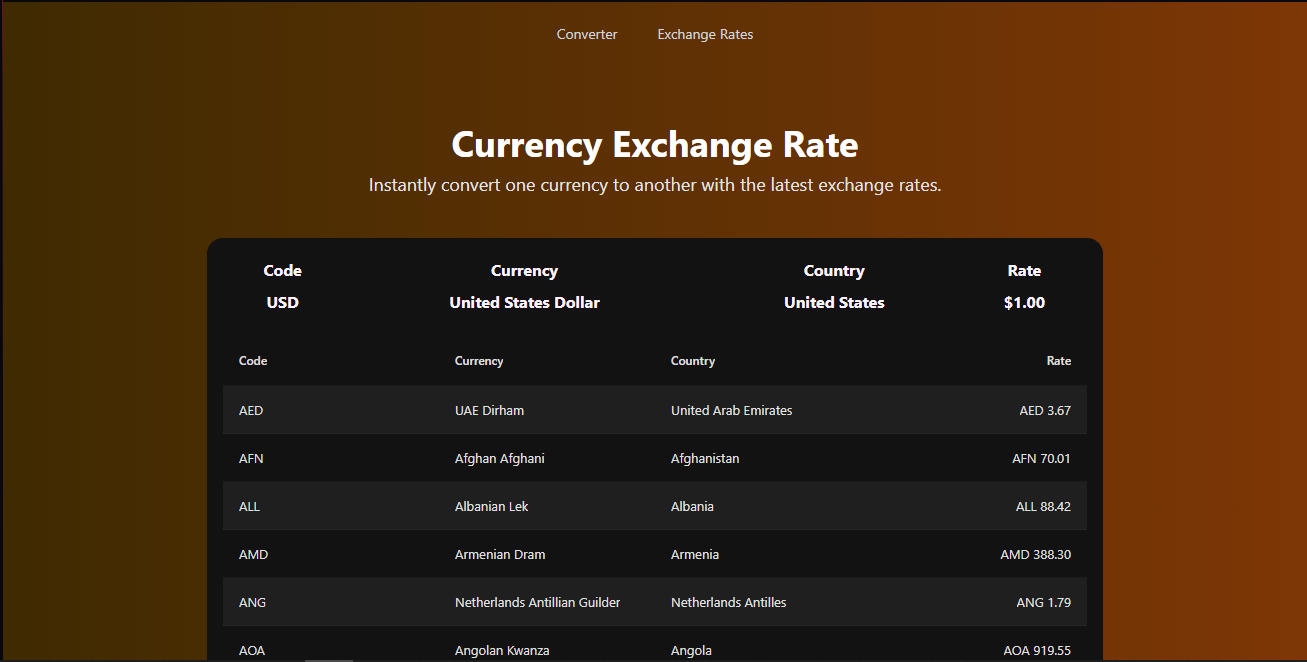 Converter Exchange Rates
Currency Exchange Rate
Instantly convert one currency to another with the latest exchange rates.
Code Currency Country Rate
USD United States Dollar United States $1.00
Code Currency Country Rate
AED UAE Dirham United Arab Emirates AED 3.67
AFN Afghan Afghani Afghanistan AFN 70.01
ALL Albanian Lek Albania ALL 88.42
AMD Armenian Dram Armenia AMD 388.30
ANG Netherlands Antillian Guilder Netherlands Antilles ANG 1.79
AOA Angolan Kwanza Angola AOA 919.55